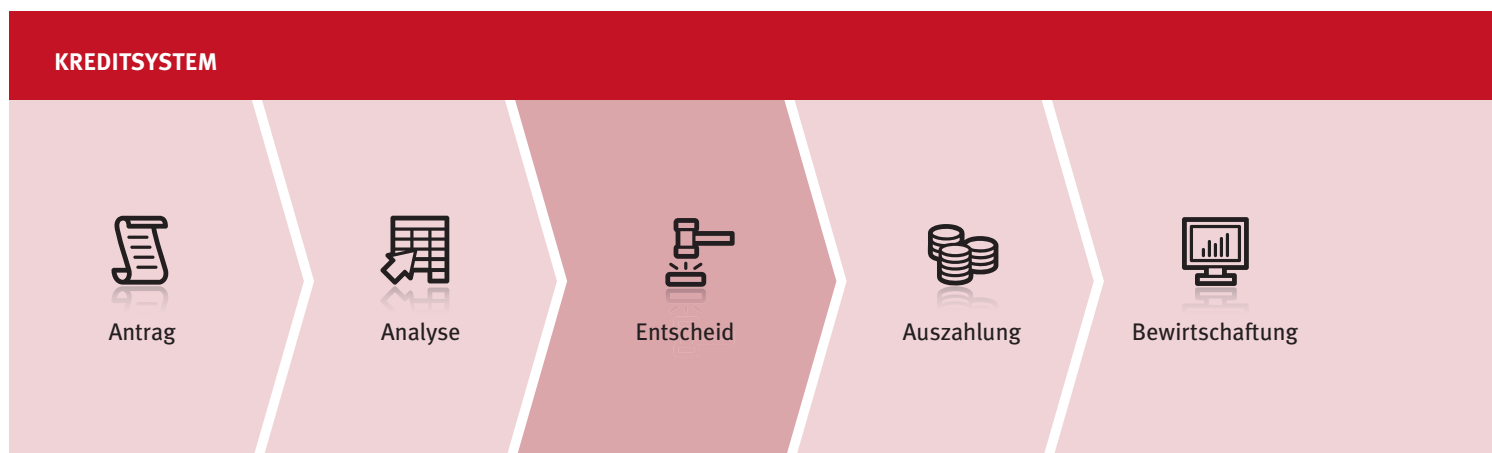 KREDITSYSTEM
Antrag
Analyse
Entscheid
Auszahlung
Bewirtschaftung